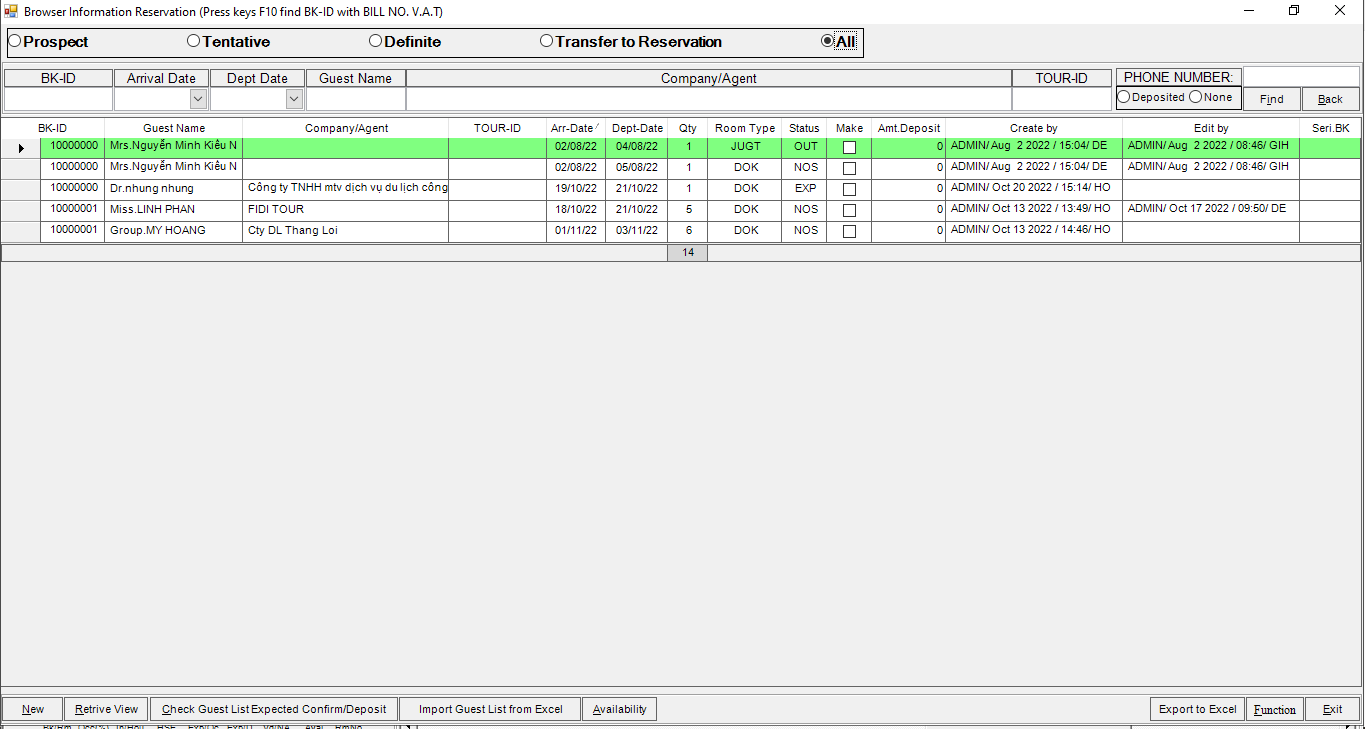 Browser Information Reservation (Press keys F10 find BK-ID with BILL NO. V.A.T)
Prospect Tentative Definite Transfer to Reservation All
BK-ID Arrival Date Dept Date Guest Name Company/Agent TOUR-ID PHONE NUMBER:
Deposited None Find Back
BK-ID Guest Name Company/Agent TOUR-ID Arr-Date Dept-Date Qty Room Type Status Make Amt.Deposit Create by Edit by Seri.BK
10000000 Mrs.Nguyễn Minh Kiều N 02/08/22 04/08/22 1 JUGT OUT 0 ADMIN/ Aug 2 2022 / 15:04/ DE ADMIN/ Aug 2 2022 / 08:46/ GIH
10000000 Mrs.Nguyễn Minh Kiều N 02/08/22 05/08/22 1 DOK NOS 0 ADMIN/ Aug 2 2022 / 15:04/ DE ADMIN/ Aug 2 2022 / 08:46/ GIH
10000000 Dr.nhung nhung Công ty TNHH mtv dịch vụ du lịch công 19/10/22 21/10/22 1 DOK EXP 0 ADMIN/ Oct 20 2022 / 15:14/ HO
10000001 Miss.LINH PHAN FIDI TOUR 18/10/22 21/10/22 5 DOK NOS 0 ADMIN/ Oct 13 2022 / 13:49/ HO ADMIN/ Oct 17 2022 / 09:50/ DE
10000001 Group.MY HOANG Cty DL Thang Loi 01/11/22 03/11/22 6 DOK NOS 0 ADMIN/ Oct 13 2022 / 14:46/ HO
14
New Retrive View Check Guest List Expected Confirm/Deposit Import Guest List from Excel Availability Export to Excel Function Exit